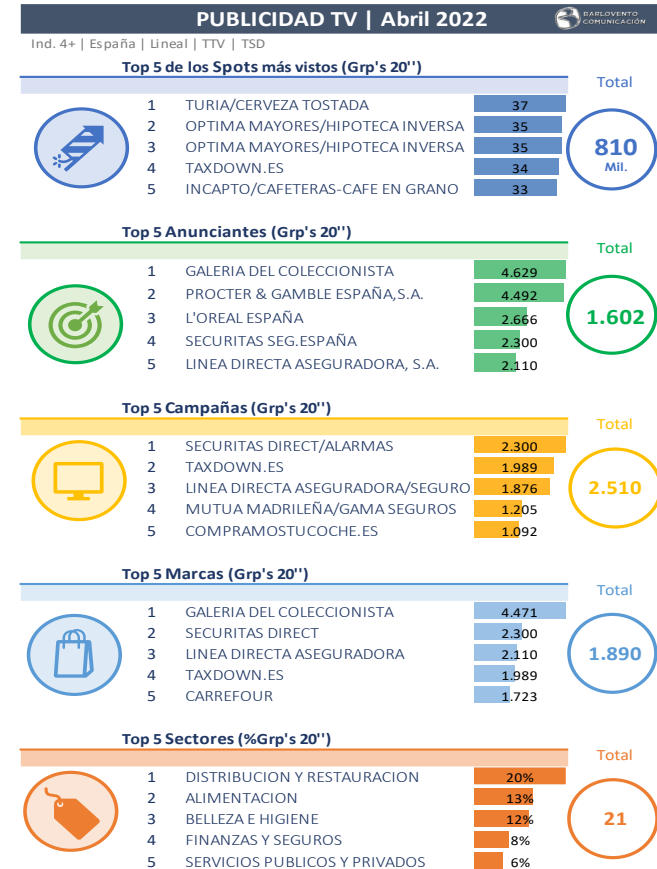 PUBLICIDAD TV | Abril 2022
BARLOVENTO
COMUNICACIÓN
Ind. 4+ | España | Lineal | TTV | TSD
Top 5 de los Spots más vistos (Grp's 20'')
Total
1 TURIA/CERVEZA TOSTADA 37
2 OPTIMA MAYORES/HIPOTECA INVERSA 35
3 OPTIMA MAYORES/HIPOTECA INVERSA 35
4 TAXDOWN.ES 34
5 INCAPTO/CAFETERAS-CAFE EN GRANO 33
810
Mil.
Top 5 Anunciantes (Grp's 20'')
Total
1 GALERIA DEL COLECCIONISTA 4.629
2 PROCTER & GAMBLE ESPAÑA,S.A. 4.492
3 L'OREAL ESPAÑA 2.666
4 SECURITAS SEG.ESPAÑA 2.300
5 LINEA DIRECTA ASEGURADORA, S.A. 2.110
1.602
Top 5 Campañas (Grp's 20'')
Total
1 SECURITAS DIRECT/ALARMAS 2.300
2 TAXDOWN.ES 1.989
3 LINEA DIRECTA ASEGURADORA/SEGURO 1.876
4 MUTUA MADRILEÑA/GAMA SEGUROS 1.205
5 COMPRAMOSTUCOCHE.ES 1.092
2.510
Top 5 Marcas (Grp's 20'')
Total
1 GALERIA DEL COLECCIONISTA 4.471
2 SECURITAS DIRECT 2.300
3 LINEA DIRECTA ASEGURADORA 2.110
4 TAXDOWN.ES 1.989
5 CARREFOUR 1.723
1.890
Top 5 Sectores (%Grp's 20'')
Total
1 DISTRIBUCION Y RESTAURACION 20%
2 ALIMENTACION 13%
3 BELLEZA E HIGIENE 12%
4 FINANZAS Y SEGUROS 8%
5 SERVICIOS PUBLICOS Y PRIVADOS 6%
21